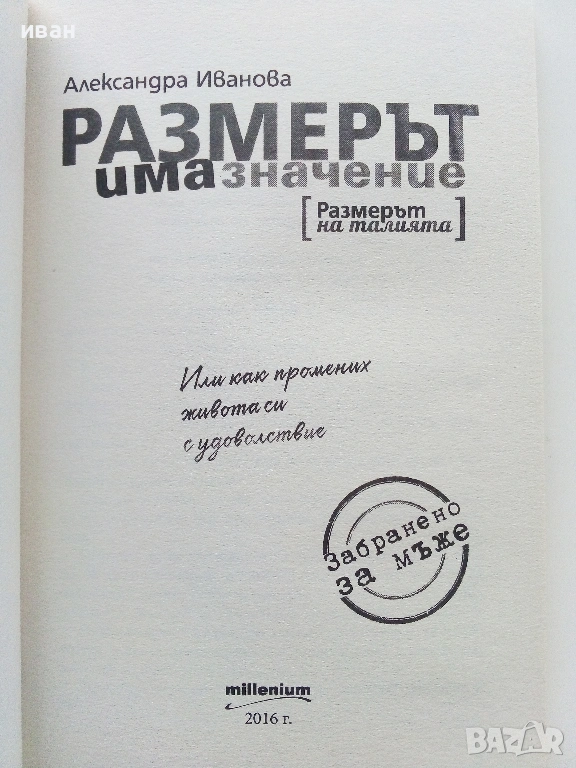 иван
Александра Иванова
РАЗМЕРЪТ
има значение
[Размерът
на талията]
Или как промених
живота си
с удоволствие
Забранено
за мъже
millenium
2016 г.
BAZAR